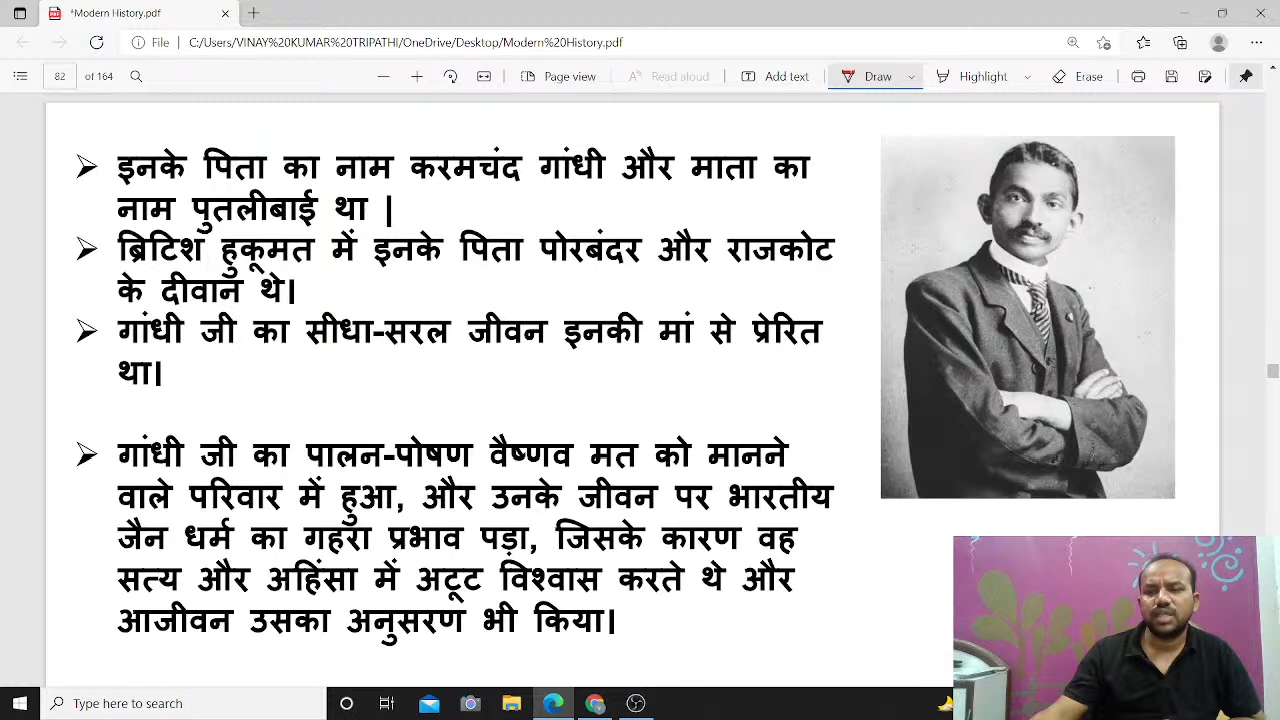 *Modern History.pdf
File
C:/Users/VINAY%20KUMAR%20TRIPATHI/OneDrive/Desktop/Modern%20History.pdf
82 of 164
Page view
Read aloud
Add text
Draw
Highlight
Erase
➢ इनके पिता का नाम करमचंद गांधी और माता का
नाम पुतलीबाई था |
➢ ब्रिटिश हुकूमत में इनके पिता पोरबंदर और राजकोट
के दीवान थे।
➢ गांधी जी का सीधा-सरल जीवन इनकी मां से प्रेरित
था।
➢ गांधी जी का पालन-पोषण वैष्णव मत को मानने
वाले परिवार में हुआ, और उनके जीवन पर भारतीय
जैन धर्म का गहरा प्रभाव पड़ा, जिसके कारण वह
सत्य और अहिंसा में अटूट विश्वास करते थे और
आजीवन उसका अनुसरण भी किया।
Type here to search